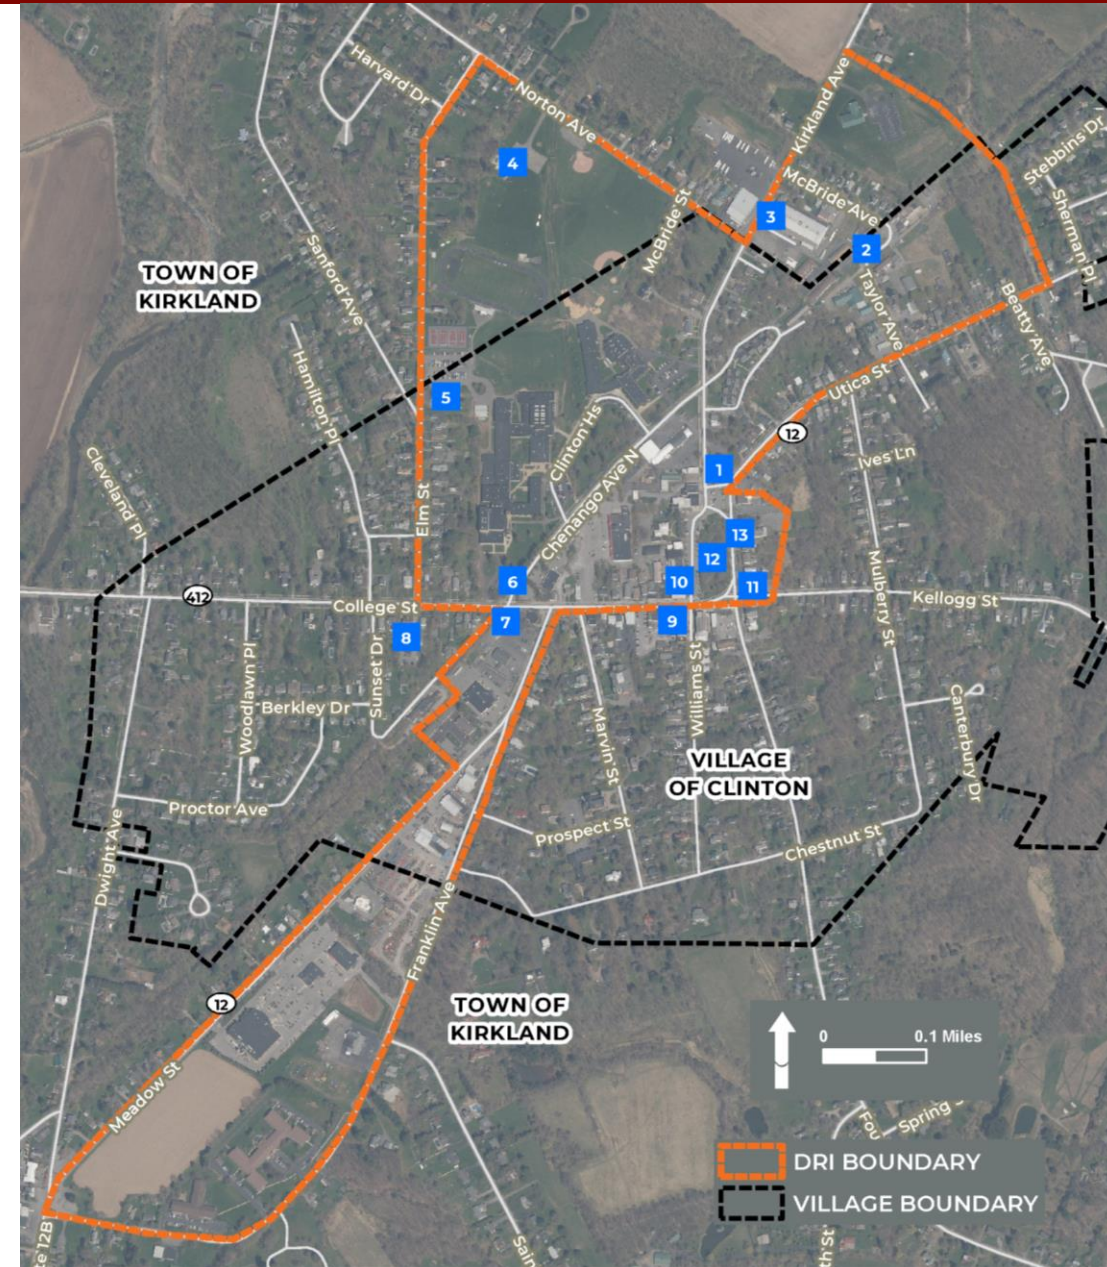 Harvard Dr
Norton Ave
Kirkland Ave
Stebbins Dr
4
McBride Ave
Sherman Pl
3
McBride St
2
TOWN OF
KIRKLAND
Sanford Ave
Taylor Ave
Beatty Ave
Hamilton Pl
Utica St
5
12
Clinton Hs
Ives Ln
Cleveland Pl
1
Elm St
Chenango Ave N
13
12
6
10
11
412
College St
Mulberry St
Kellogg St
7
9
8
Woodlawn Pl
Sunset Dr
Williams St
Berkley Dr
Canterbury Dr
Marvin St
VILLAGE
OF CLINTON
Proctor Ave
Prospect St
Chestnut St
Dwight Ave
Franklin Ave
12
TOWN OF
KIRKLAND
0 0.1 Miles
Meadow St
Spring
DRI BOUNDARY
VILLAGE BOUNDARY
12B